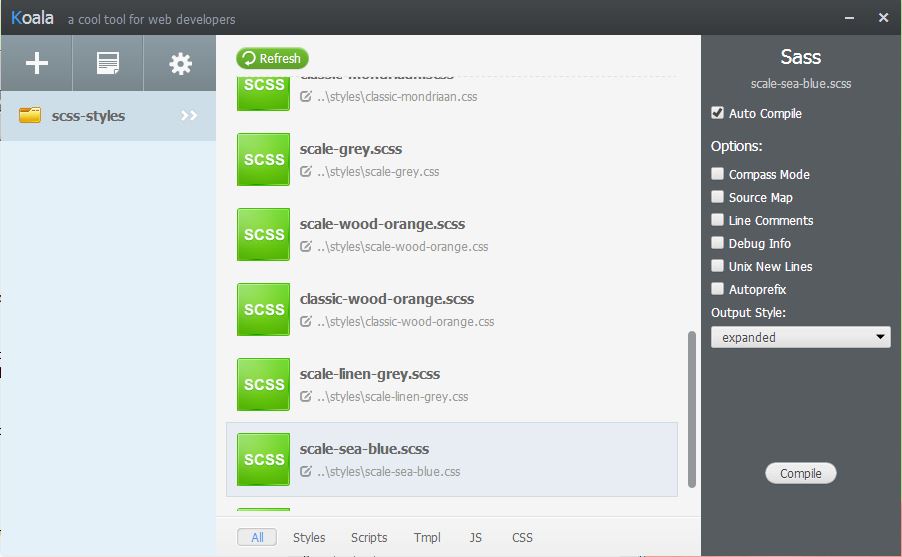 Koala a cool tool for web developers
scss-styles
Refresh
SCSS
classic-mondriaan.scss
..\styles\classic-mondriaan.css
SCSS
scale-grey.scss
..\styles\scale-grey.css
SCSS
scale-wood-orange.scss
..\styles\scale-wood-orange.css
SCSS
classic-wood-orange.scss
..\styles\classic-wood-orange.css
SCSS
scale-linen-grey.scss
..\styles\scale-linen-grey.css
SCSS
scale-sea-blue.scss
..\styles\scale-sea-blue.css
All Styles Scripts Tmpl JS CSS
Sass
scale-sea-blue.scss
Auto Compile
Options:
Compass Mode
Source Map
Line Comments
Debug Info
Unix New Lines
Autoprefix
Output Style:
expanded
Compile